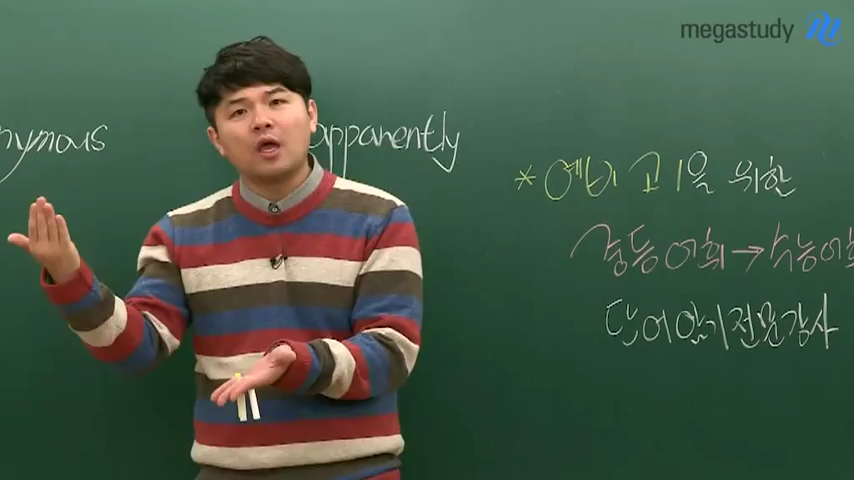 megastudy
nymous
apparently
*예비 고1을 위한
중등어휘→수능어휘
단어암기전문강사